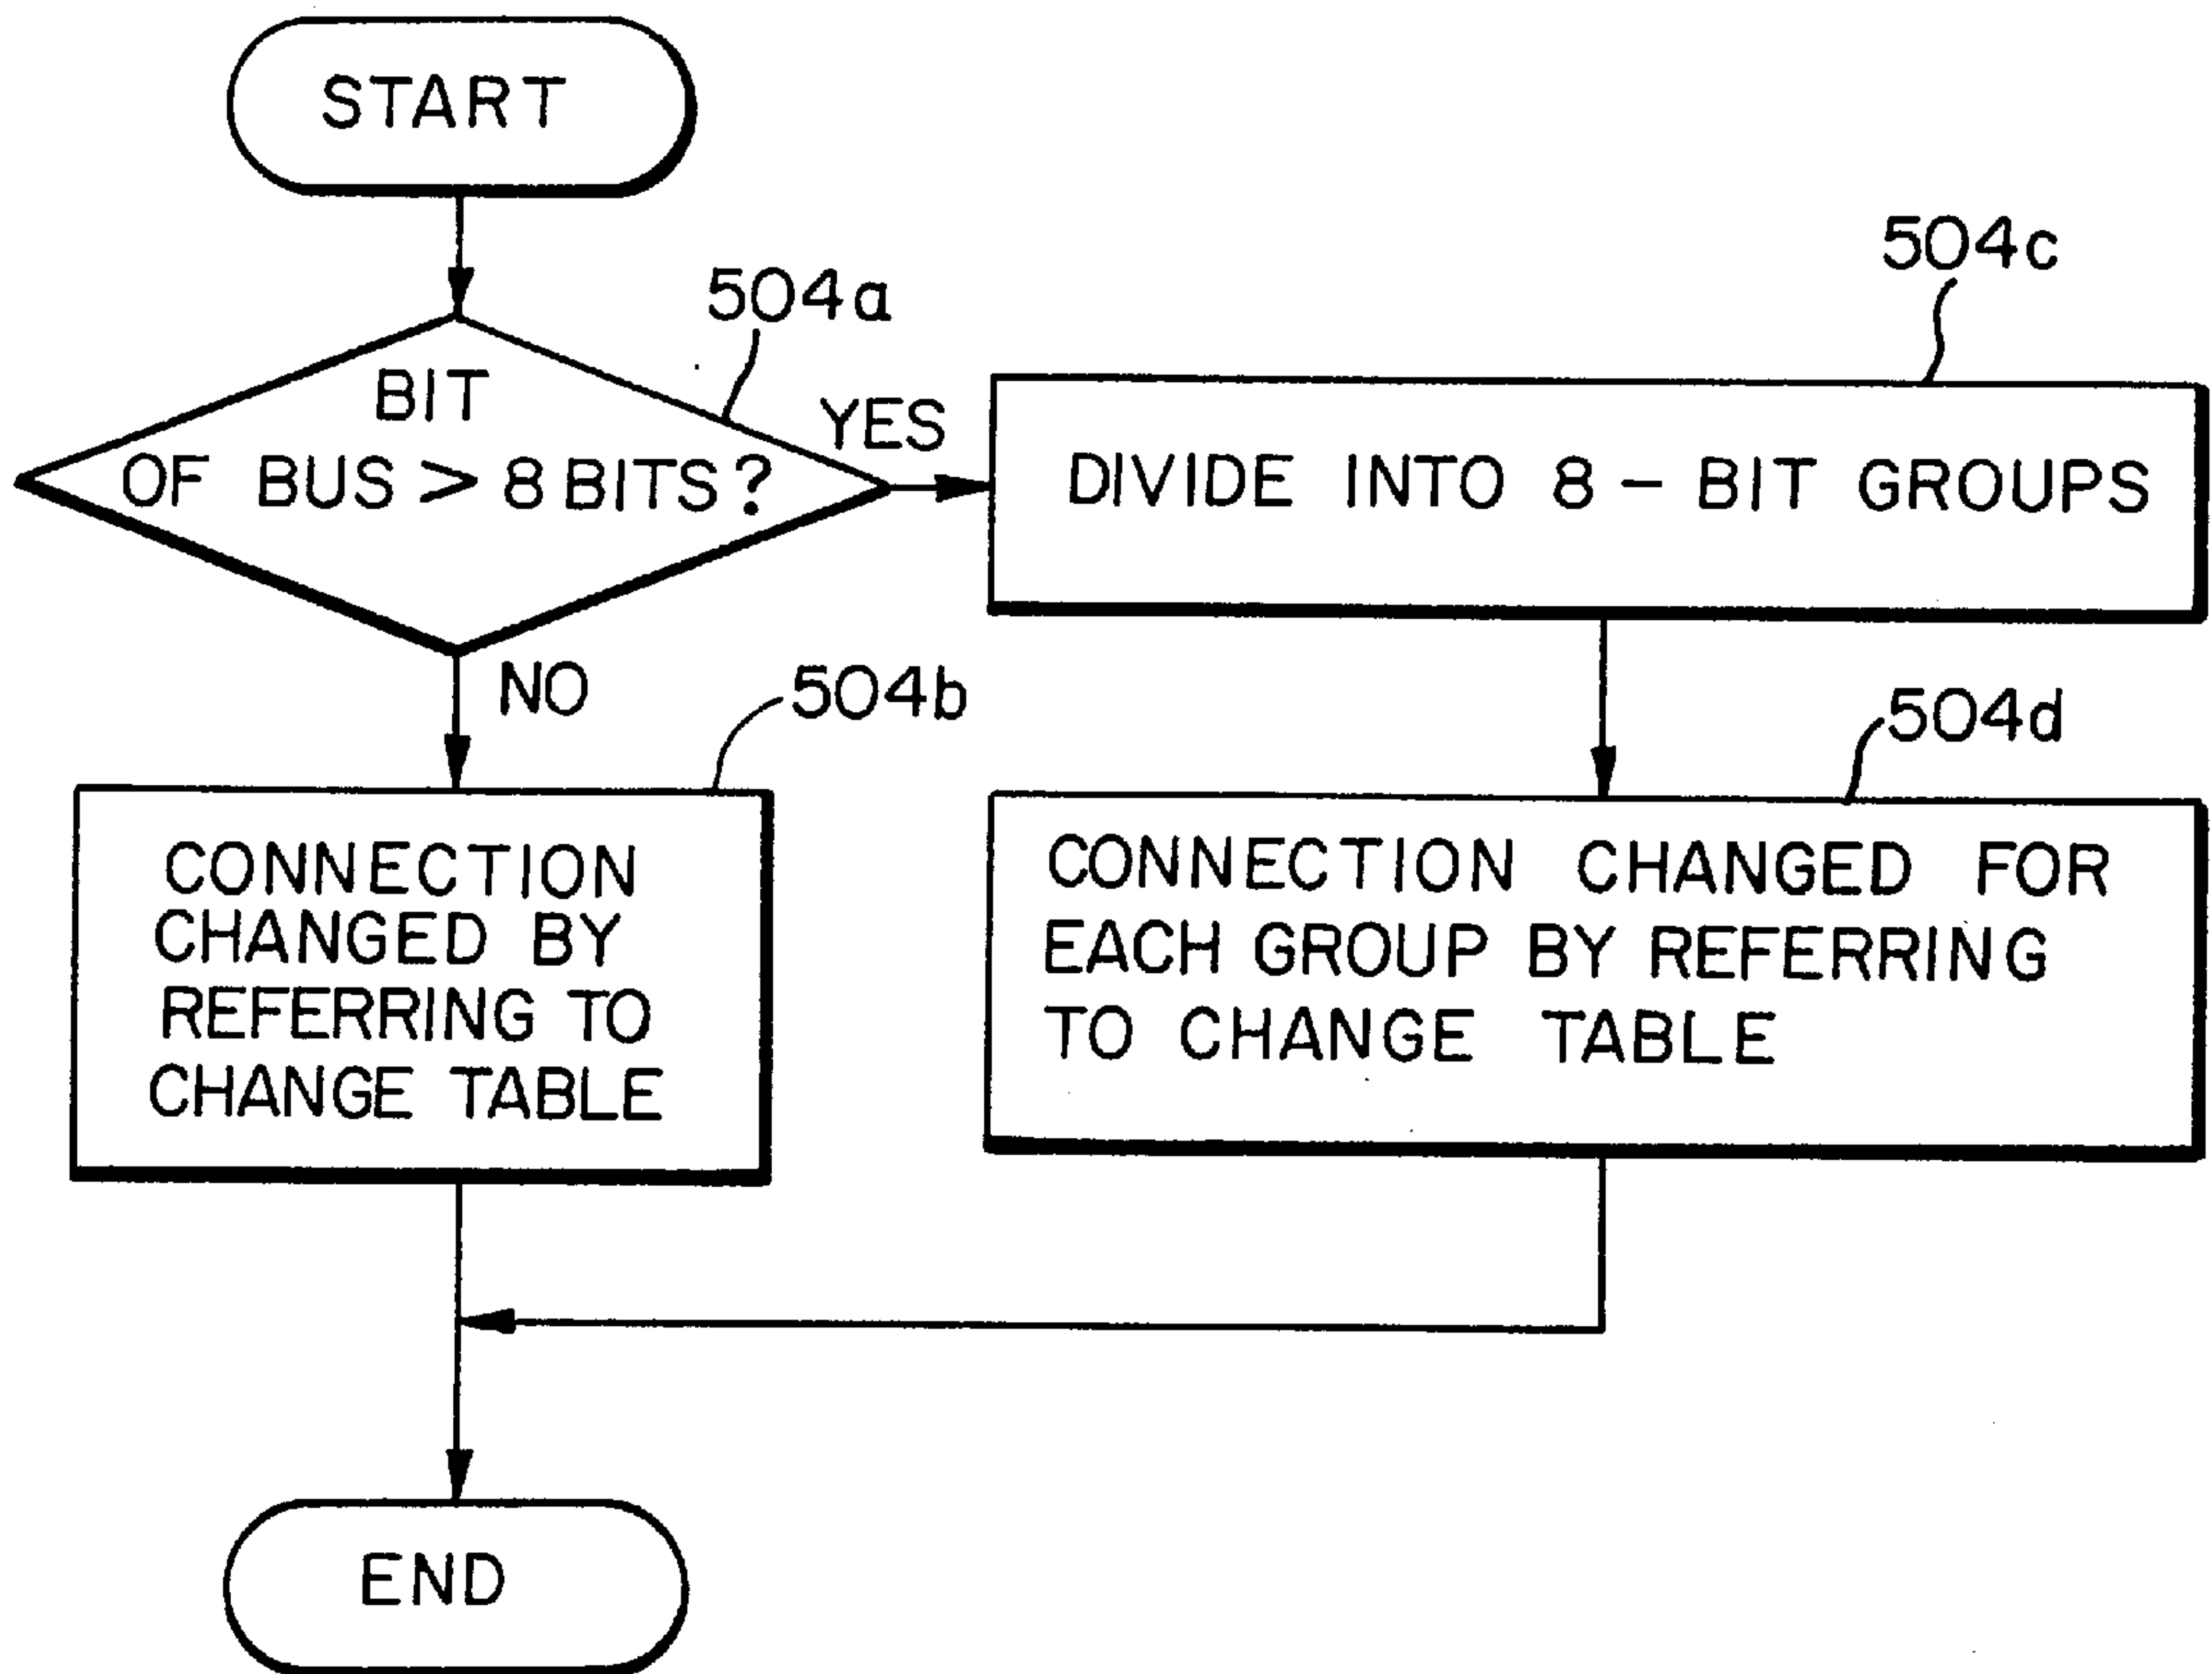 START
504a
504c
BIT
OF BUS > 8 BITS?
YES
DIVIDE INTO 8 - BIT GROUPS
NO
504b
504d
CONNECTION
CHANGED BY
REFERRING TO
CHANGE TABLE
CONNECTION CHANGED FOR
EACH GROUP BY REFERRING
TO CHANGE TABLE
END